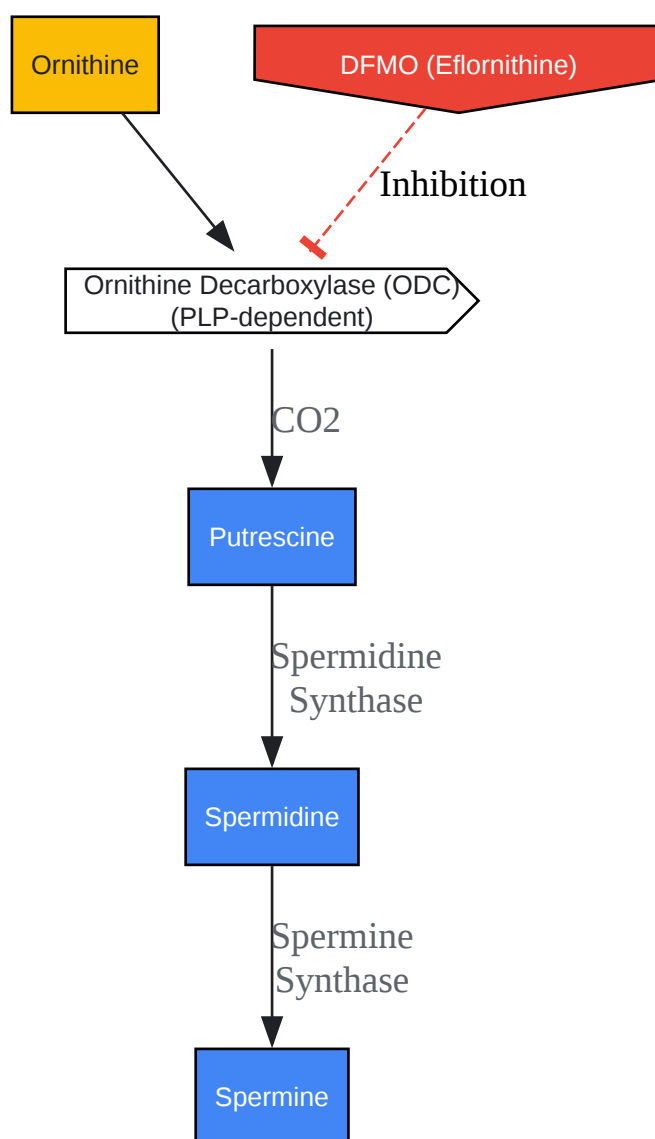 Ornithine
DFMO (Eflornithine)
Inhibition
Ornithine Decarboxylase (ODC)
(PLP-dependent)
CO2
Putrescine
Spermidine
Synthase
Spermidine
Spermine
Synthase
Spermine